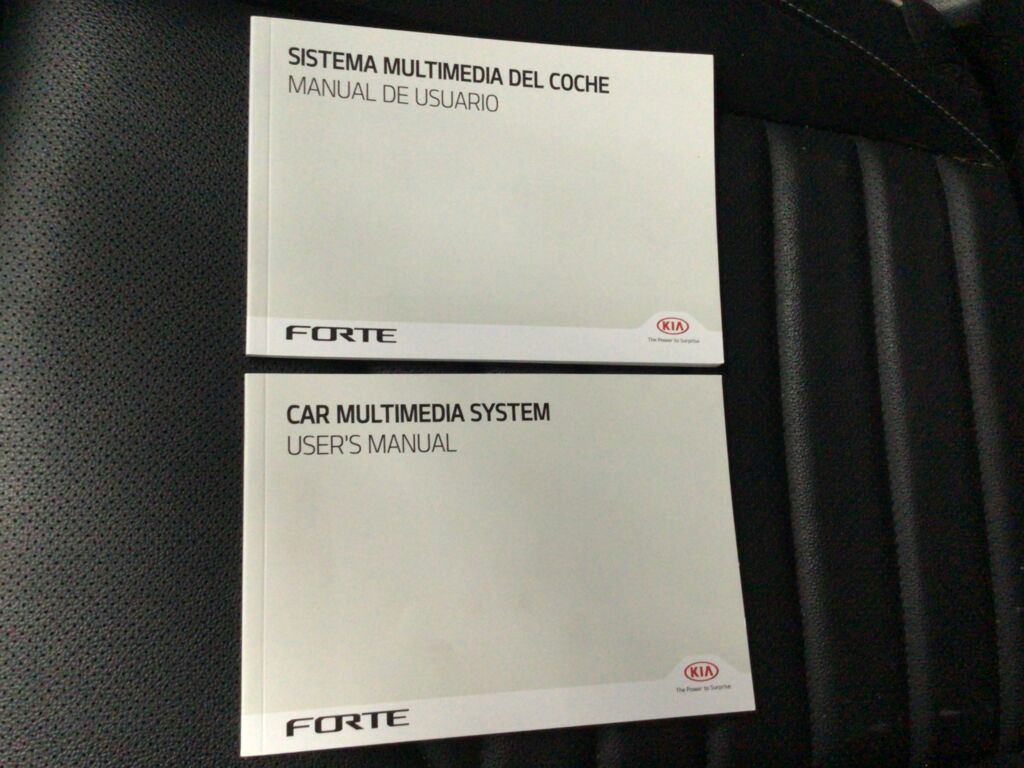 SISTEMA MULTIMEDIA DEL COCHE
MANUAL DE USUARIO
FORTE
KIA
The Power to Surprise
CAR MULTIMEDIA SYSTEM
USER'S MANUAL
FORTE
KIA
The Power to Surprise